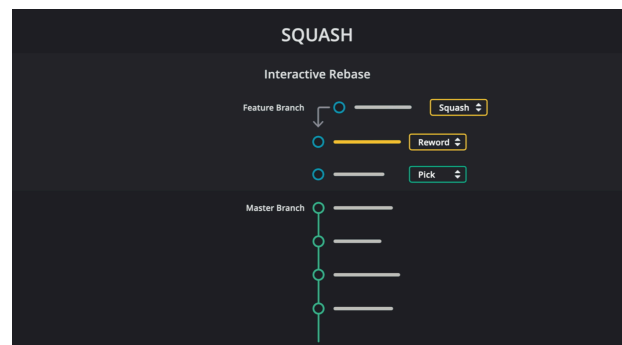 SQUASH
Interactive Rebase
Feature Branch
Squash
Reword
Pick
Master Branch